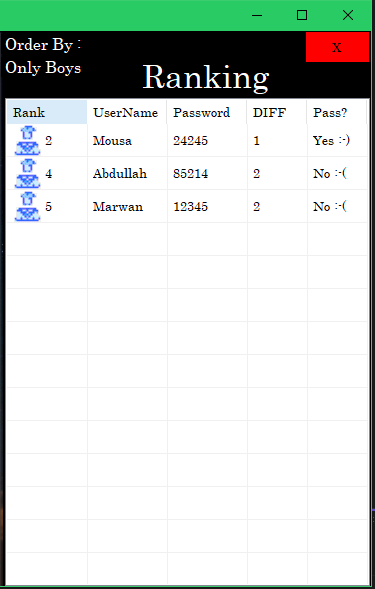 Order By :
X
Only Boys
Ranking
Rank UserName Password DIFF Pass?
2 Mousa 24245 1 Yes :-)
4 Abdullah 85214 2 No :-(
5 Marwan 12345 2 No :-(